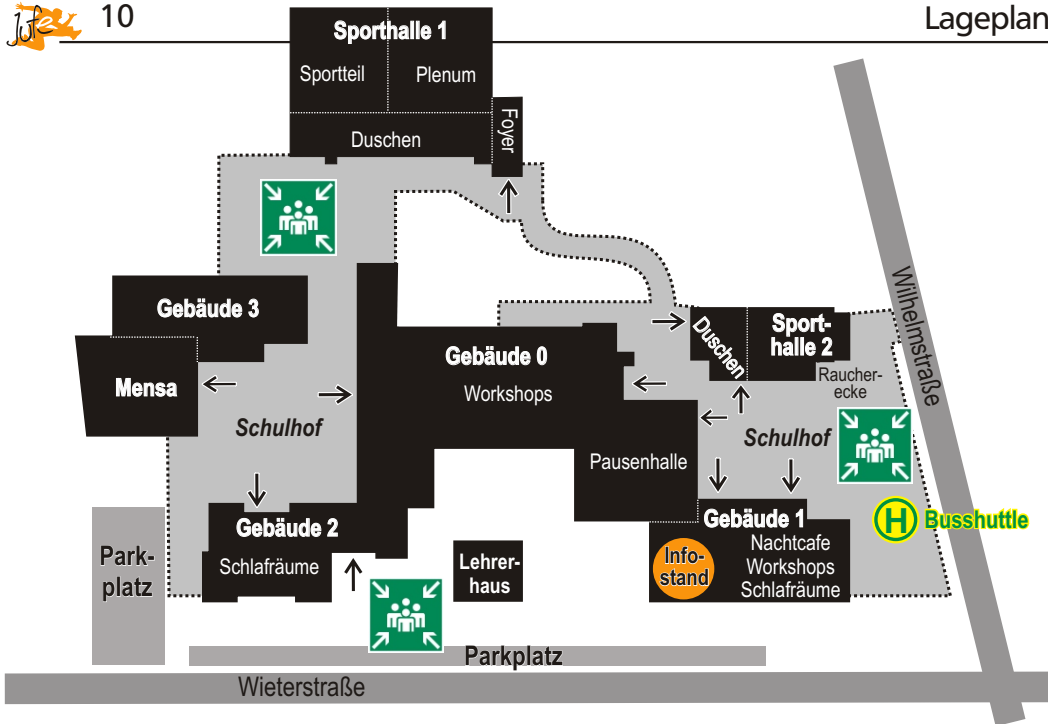 Jufe
10
Lageplan
Sporthalle 1
Sportteil
Plenum
Duschen
Foyer
Wilhelmstraße
Gebäude 3
Mensa
Schulhof
Gebäude 0
Workshops
Pausenhalle
Duschen
Sport-
halle 2
Raucher-
ecke
Schulhof
H
Busshuttle
Gebäude 1
Nachtcafe
Workshops
Schlafräume
Info-
stand
Gebäude 2
Schlafräume
Park-
platz
Lehrer-
haus
Parkplatz
Wieterstraße